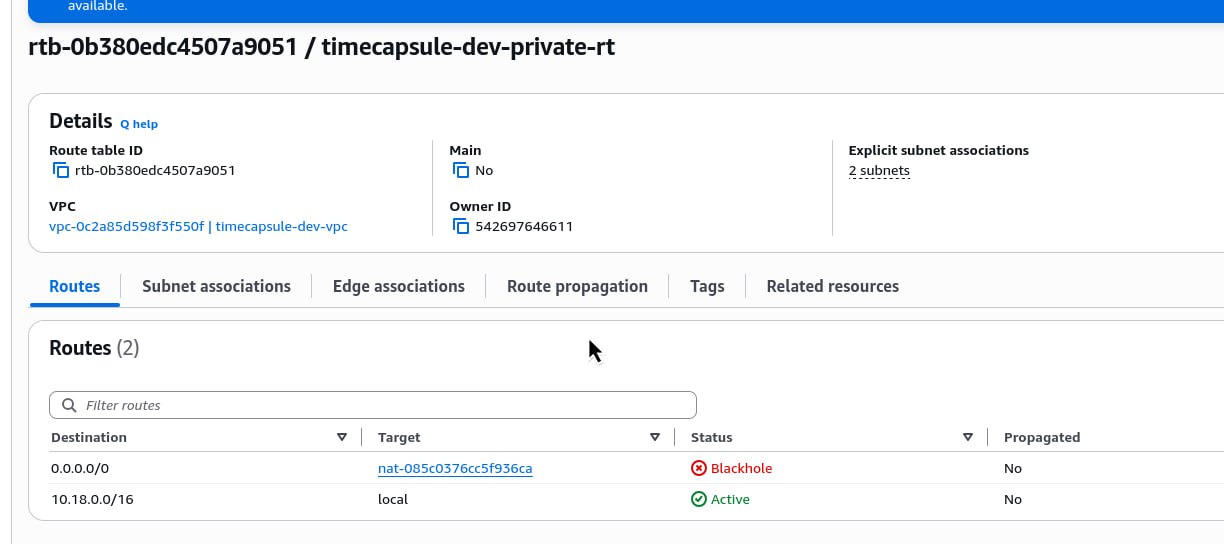 available.
rtb-0b380edc4507a9051 / timecapsule-dev-private-rt
Details Q help
Route table ID
rtb-0b380edc4507a9051
Main
No
Explicit subnet associations
2 subnets
VPC
vpc-0c2a85d598f3f550f | timecapsule-dev-vpc
Owner ID
542697646611
Routes Subnet associations Edge associations Route propagation Tags Related resources
Routes (2)
Filter routes
Destination Target Status Propagated
0.0.0.0/0 nat-085c0376cc5f936ca Blackhole No
10.18.0.0/16 local Active No